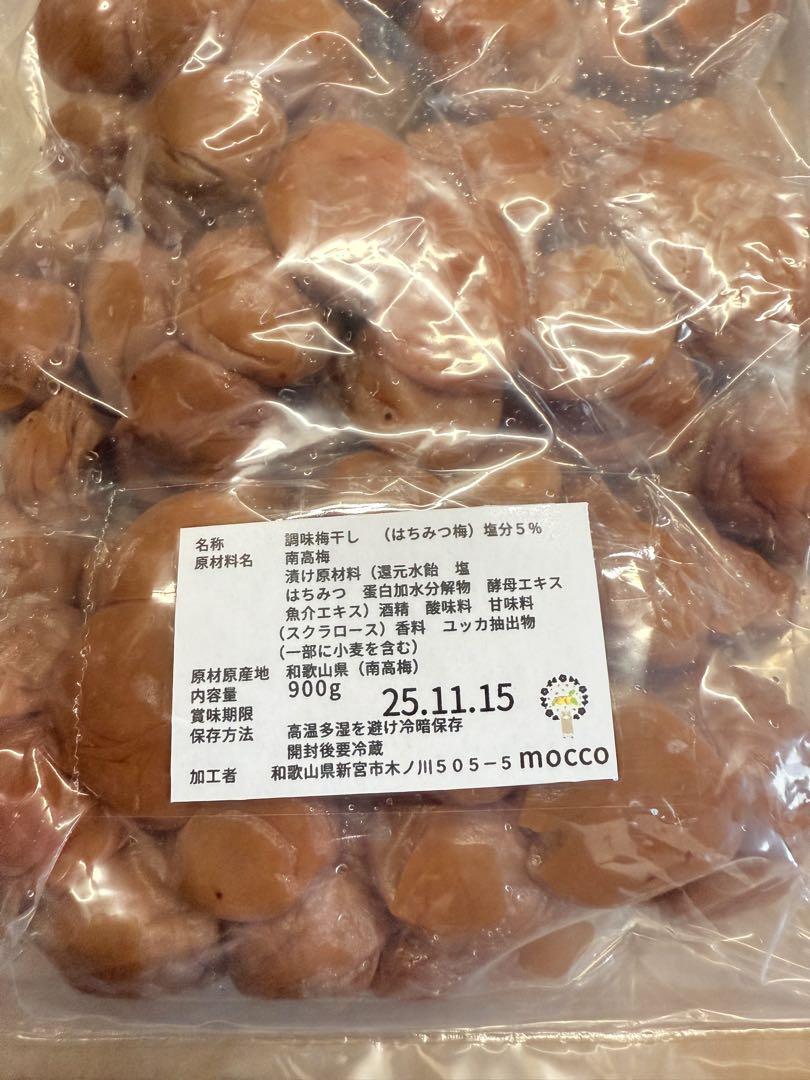 名称 調味梅干し （はちみつ梅）塩分５％
原材料名 南高梅
漬け原材料（還元水飴 塩
はちみつ 蛋白加水分解物 酵母エキス
魚介エキス）酒精 酸味料 甘味料
（スクラロース）香料 ユッカ抽出物
（一部に小麦を含む）
原材原産地 和歌山県（南高梅）
内容量 900g
賞味期限 25.11.15
保存方法 高温多湿を避け冷暗保存
開封後要冷蔵
加工者 和歌山県新宮市木ノ川５０５－５ mocco